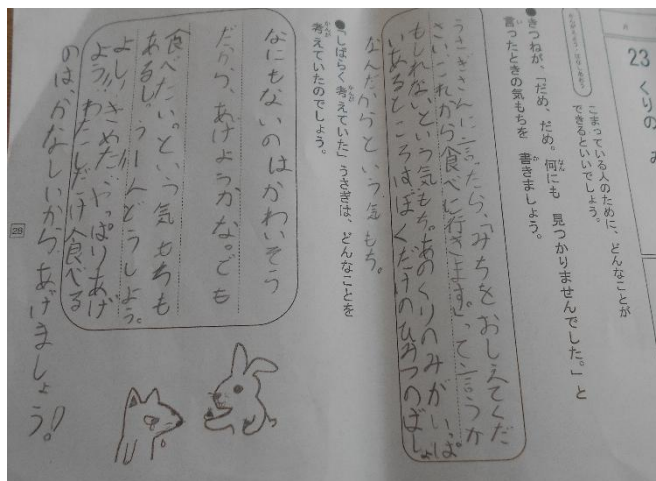 23 くりのみ
こまっている人のために、どんなことが
できるといいでしょう。
●きつねが、「だめ、だめ。何にも 見つかりませんでした。」と
言ったときの気もちを 書きましょう。
うさぎさんに言ったら、「みちをおしえてくだ
さい。これから食べに行きます。」って言うか
もしれないという気もち。あのくりのみがいっぱ
いあるところはぼくだけのひみつのばしょ
なんだからという気もち。
●「しばらく考えていた」うさぎは、どんなことを
考えていたのでしょう。
なにもないのはかわいそう
だから、あげようかな。でも
食べたい。という気もちも
あるし、うーんどうしよう。
よし!!きめた!やっぱりあげ
よう!!わたしだけ食べる
のは、かなしいからあげましょう。!
29